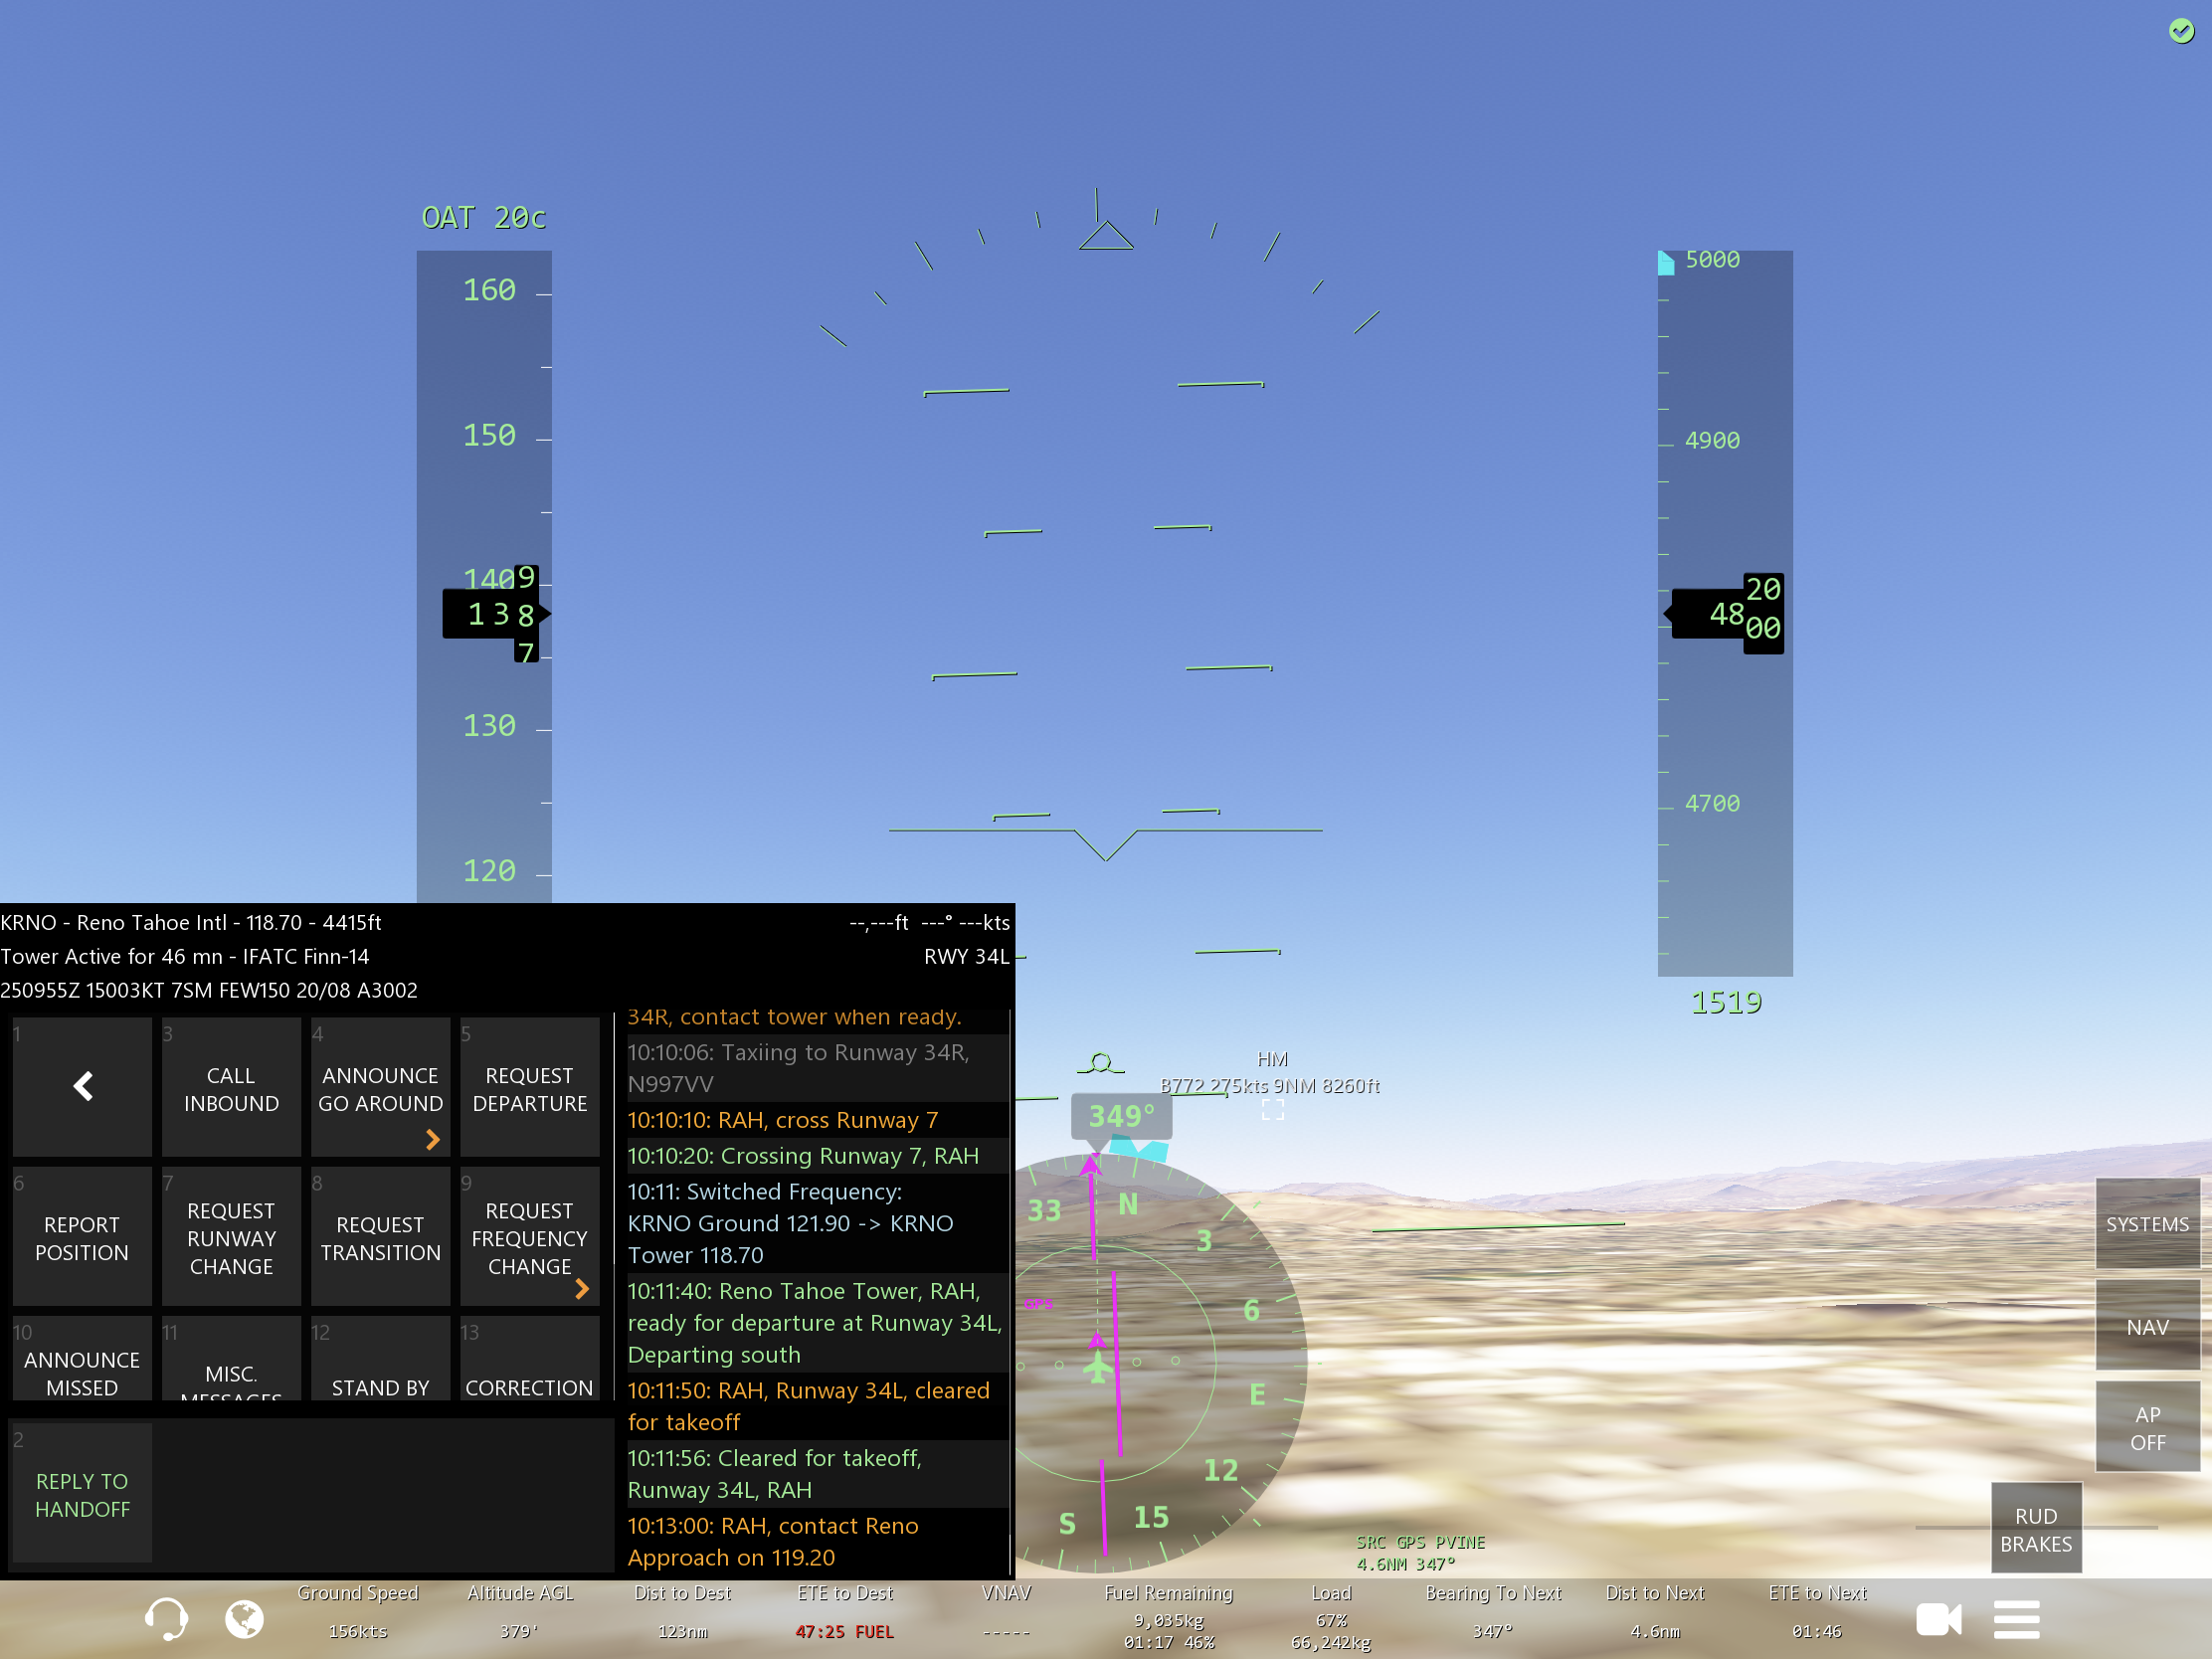 OAT 20c
160
150
140
9
138
7
130
120
5000
4900
20
4800
4700
1519
KRNO - Reno Tahoe Intl - 118.70 - 4415ft
--,---ft ---° ---kts
Tower Active for 46 mn - IFATC Finn-14
RWY 34L
250955Z 15003KT 7SM FEW150 20/08 A3002
1
3
CALL
INBOUND
4
ANNOUNCE
GO AROUND
5
REQUEST
DEPARTURE
6
REPORT
POSITION
7
REQUEST
RUNWAY
CHANGE
8
REQUEST
TRANSITION
9
REQUEST
FREQUENCY
CHANGE
10
ANNOUNCE
MISSED
11
MISC.
MESSAGES
12
STAND BY
13
CORRECTION
2
REPLY TO
HANDOFF
34R, contact tower when ready.
10:10:06: Taxiing to Runway 34R,
N997VV
10:10:10: RAH, cross Runway 7
10:10:20: Crossing Runway 7, RAH
10:11: Switched Frequency:
KRNO Ground 121.90 -> KRNO
Tower 118.70
10:11:40: Reno Tahoe Tower, RAH,
ready for departure at Runway 34L,
Departing south
10:11:50: RAH, Runway 34L, cleared
for takeoff
10:11:56: Cleared for takeoff,
Runway 34L, RAH
10:13:00: RAH, contact Reno
Approach on 119.20
HM
B772 275kts 9NM 8260ft
349°
33
N
3
6
E
12
15
S
GPS
SRC GPS PVINE
4.6NM 347°
SYSTEMS
NAV
AP
OFF
RUD
BRAKES
Ground Speed
156kts
Altitude AGL
379'
Dist to Dest
123nm
ETE to Dest
47:25 FUEL
VNAV
-----
Fuel Remaining
9,035kg
01:17 46%
Load
67%
66,242kg
Bearing To Next
347°
Dist to Next
4.6nm
ETE to Next
01:46